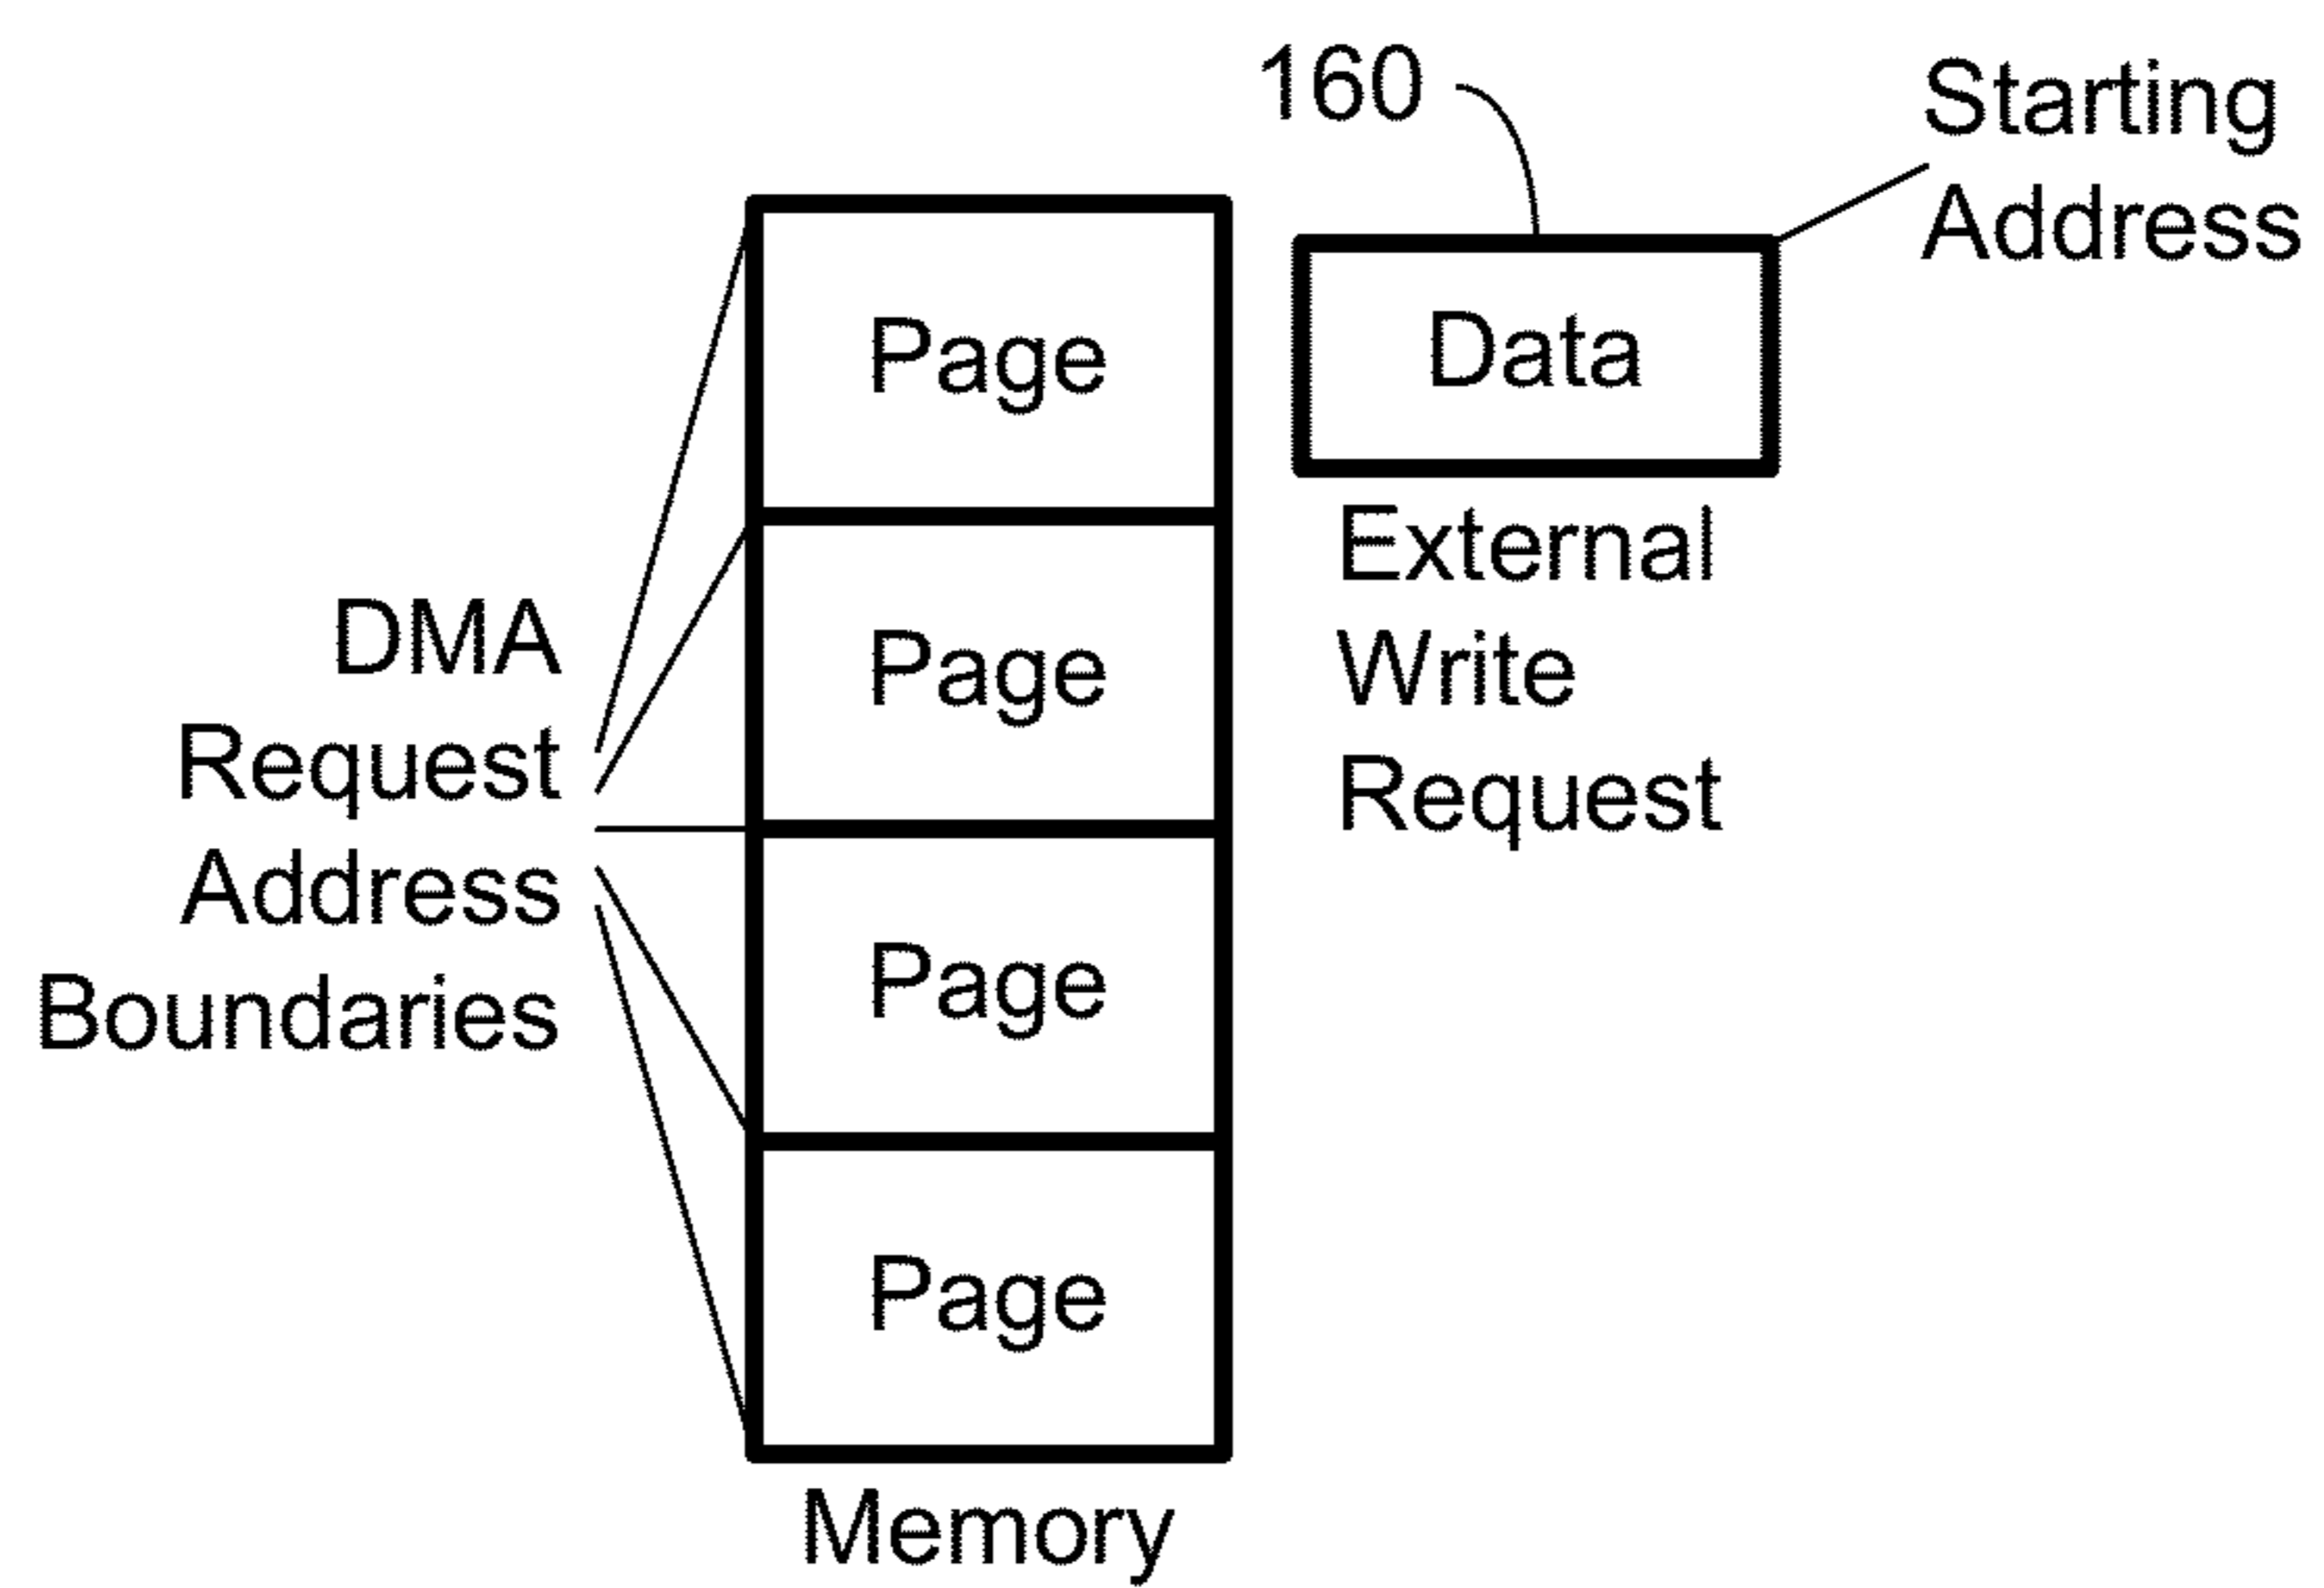 160
Starting
Address
Page
Data
External
Write
Request
Page
DMA
Request
Address
Boundaries
Page
Page
Memory